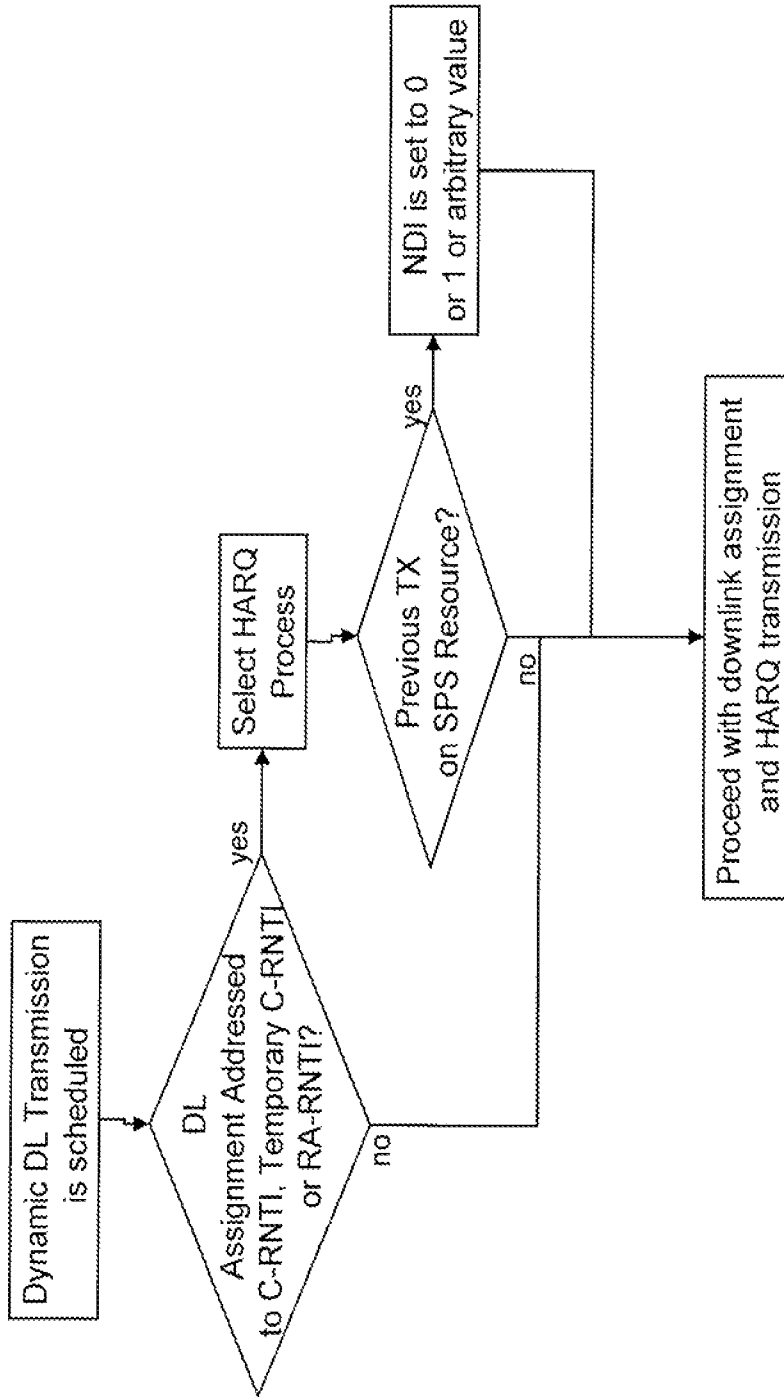 Dynamic DL Transmission
is scheduled
DL
Assignment Addressed
to C-RNTI, Temporary C-RNTI
or RA-RNTI?
yes
no
Select HARQ
Process
Previous TX
on SPS Resource?
yes
no
NDI is set to 0
or 1 or arbitrary value
Proceed with downlink assignment
and HARQ transmission